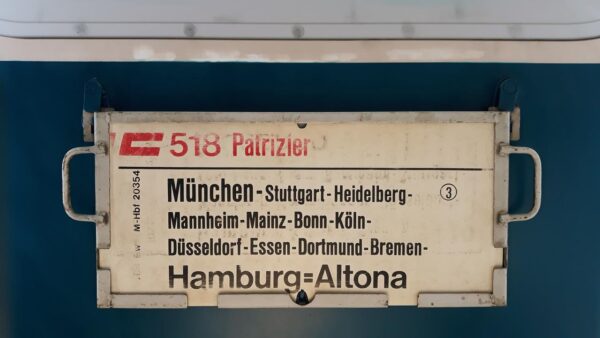 IC 518 Patrizier
München-Stuttgart-Heidelberg-
Mannheim-Mainz-Bonn-Köln-
Düsseldorf-Essen-Dortmund-Bremen-
Hamburg=Altona
3
M-Hbf 20354